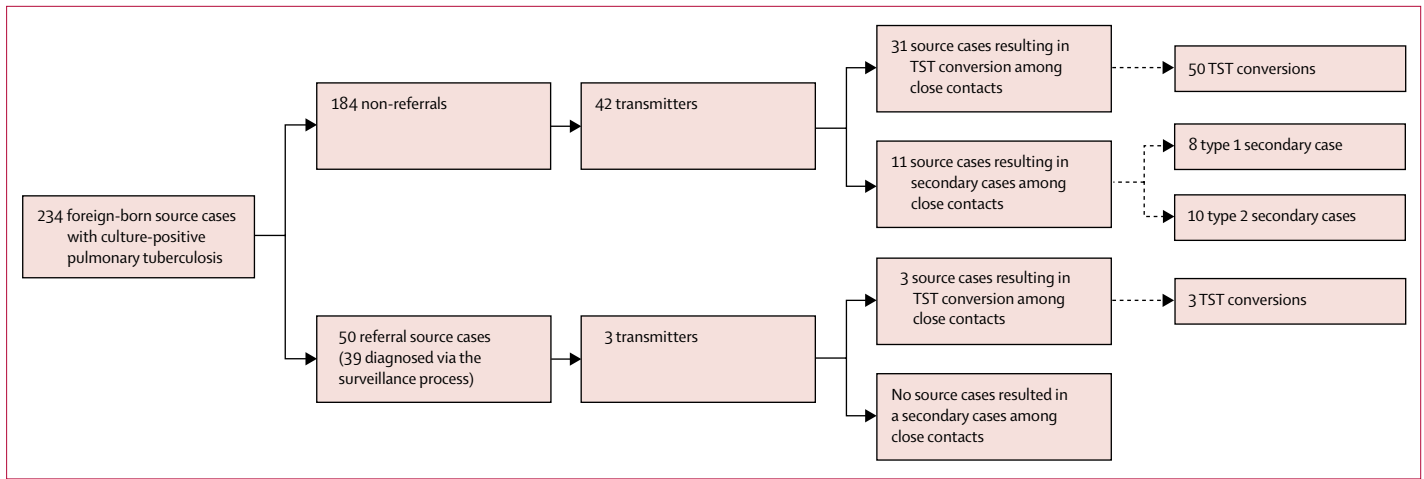 234 foreign-born source cases
with culture-positive
pulmonary tuberculosis
184 non-referrals
42 transmitters
31 source cases resulting in
TST conversion among
close contacts
50 TST conversions
11 source cases resulting in
secondary cases among
close contacts
8 type 1 secondary case
10 type 2 secondary cases
50 referral source cases
(39 diagnosed via the
surveillance process)
3 transmitters
3 source cases resulting in
TST conversion among
close contacts
3 TST conversions
No source cases resulted in
a secondary cases among
close contacts